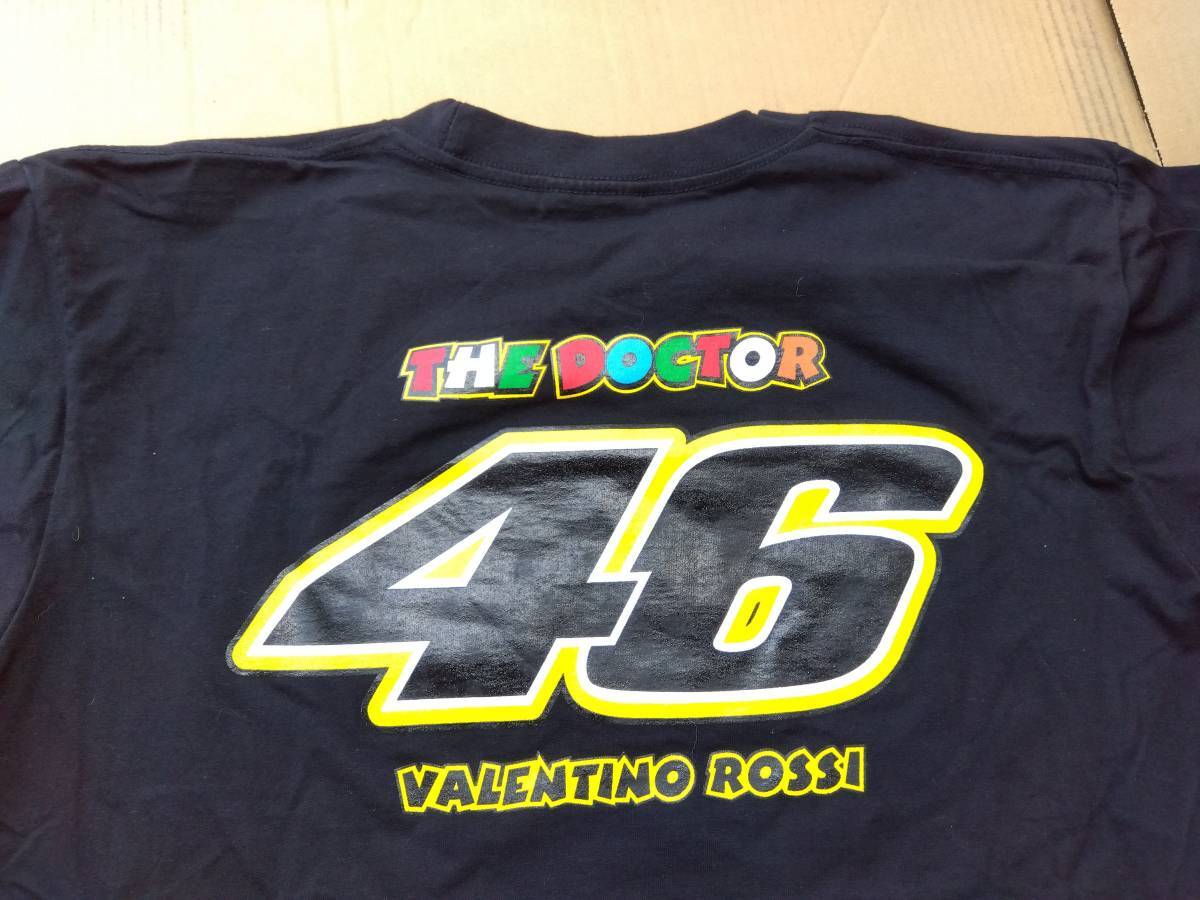 THE DOCTOR
46
VALENTINO ROSSI